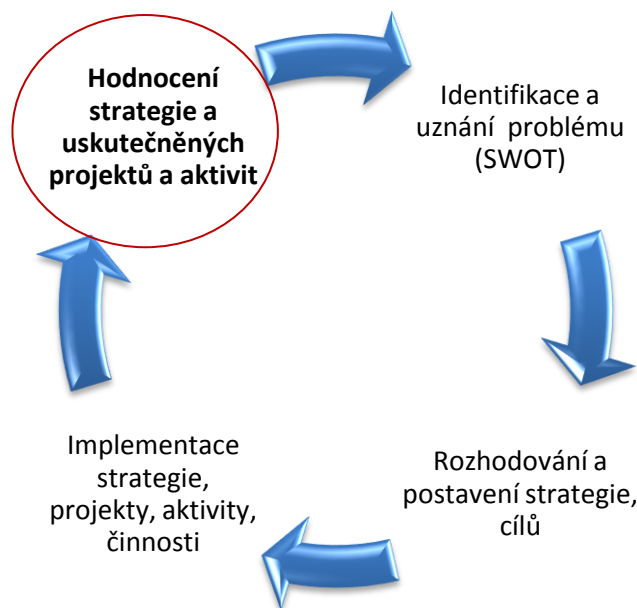 Hodnocení
strategie a
uskutečněných
projektů a aktivit
Identifikace a
uznání problému
(SWOT)
Rozhodování a
postavení strategie,
cílů
Implementace
strategie,
projekty, aktivity,
činnosti